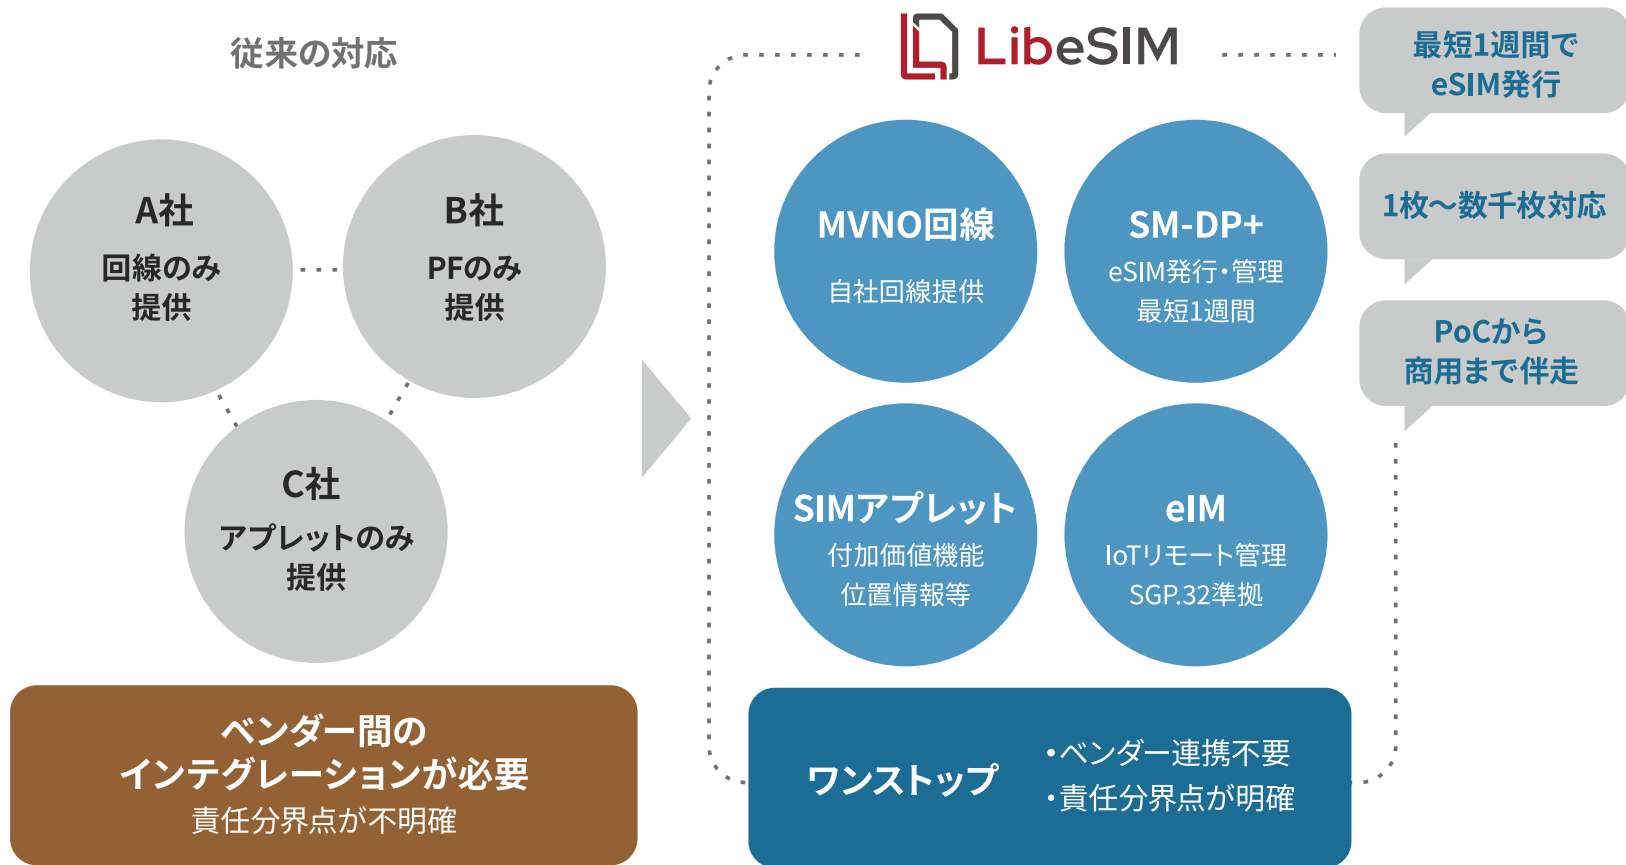 従来の対応
A社
回線のみ
提供
B社
PFのみ
提供
C社
アプレットのみ
提供
ベンダー間の
インテグレーションが必要
責任分界点が不明確
LibeSIM
MVNO回線
自社回線提供
SM-DP+
eSIM発行・管理
最短1週間
SIMアプレット
付加価値機能
位置情報等
eIM
IoTリモート管理
SGP.32準拠
ワンストップ
・ベンダー連携不要
・責任分界点が明確
最短1週間で
eSIM発行
1枚～数千枚対応
PoCから
商用まで伴走